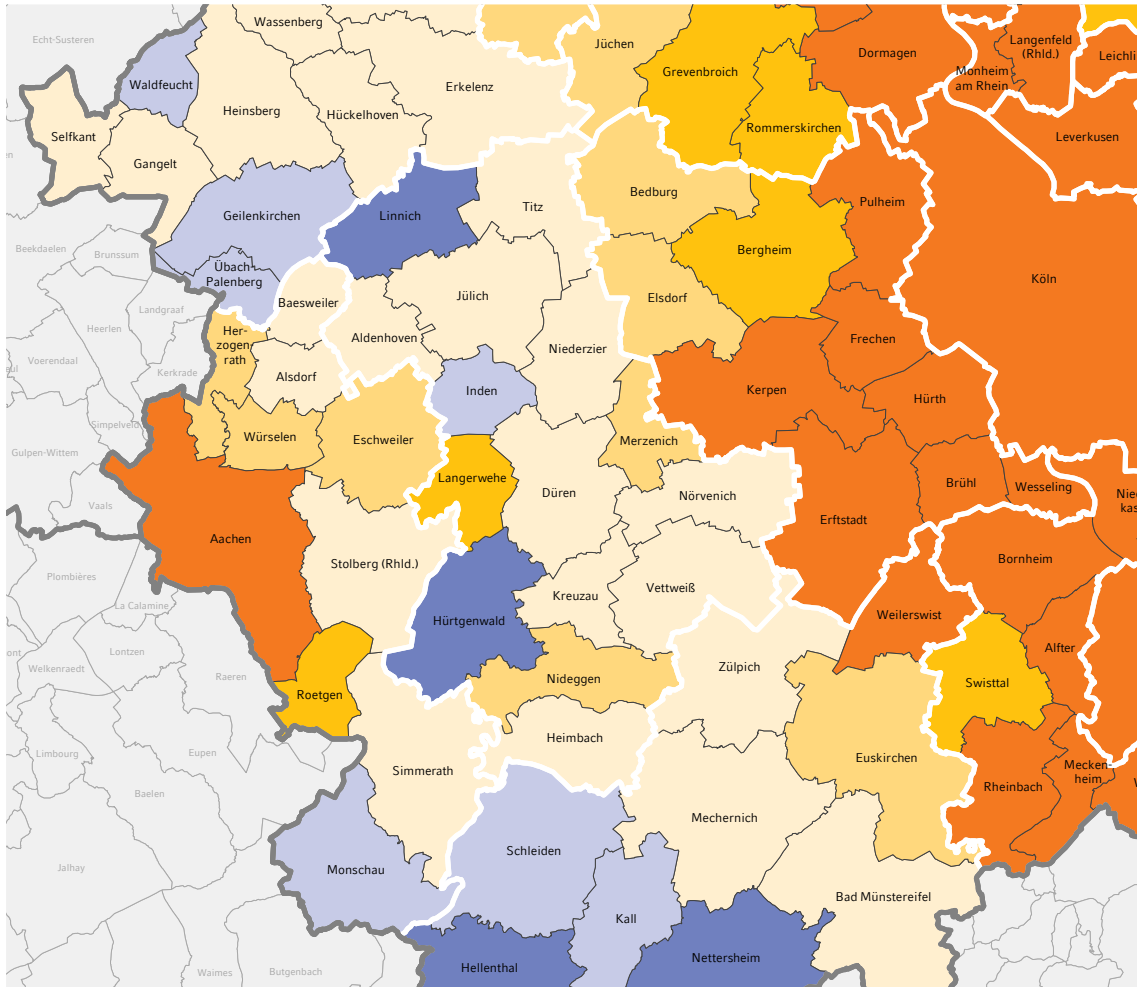 Echt-Susteren
Wassenberg
Jüchen
Dormagen
Langenfeld
(Rhld.)
Leichli
Waldfeucht
Grevenbroich
Monheim
am Rhein
Erkelenz
Heinsberg
Hückelhoven
Rommerskirchen
Leverkusen
Selfkant
Gangelt
Bedburg
Pulheim
Geilenkirchen
Linnich
Titz
Beekdaelen
Brunssum
Bergheim
Übach-
Palenberg
Köln
Baesweiler
Jülich
Elsdorf
Landgraaf
Heerlen
Her-
zogen-
rath
Aldenhoven
Frechen
Niederzier
Voerendaal
Kerkrade
Alsdorf
Inden
Kerpen
Hürth
Simpelveld
Würselen
Eschweiler
Merzenich
Gulpen-Wittem
Langerwehe
Düren
Nörvenich
Brühl
Wesseling
Nie
kas
Vaals
Erftstadt
Aachen
Stolberg (Rhld.)
Bornheim
Plombières
Vettweiß
Kreuzau
La Calamine
Hürtgenwald
Weilerswist
Lontzen
Alfter
ont
Welkenraedt
Raeren
Zülpich
Nideggen
Swisttal
Roetgen
Heimbach
Limbourg
Eupen
Euskirchen
Simmerath
Mecken-
heim
Rheinbach
Baelen
Mechernich
Schleiden
Jalhay
Monschau
Bad Münstereifel
Kall
Nettersheim
Hellenthal
Waimes
Butgenbach